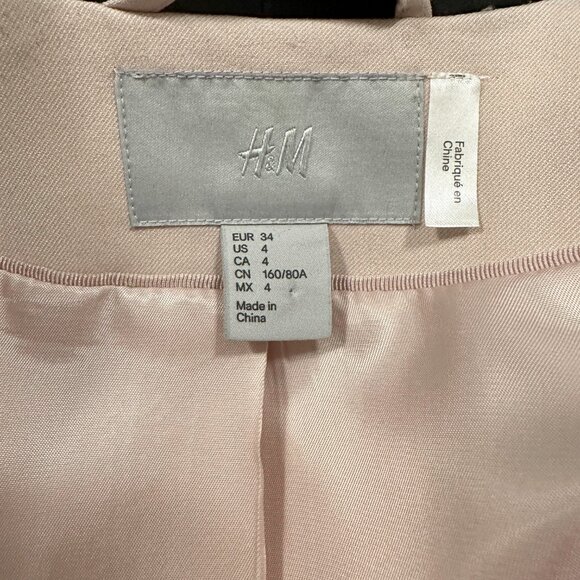 H&M
EUR 34
US 4
CA 4
CN 160/80A
MX 4
Made in
China
Fabriqué en
Chine